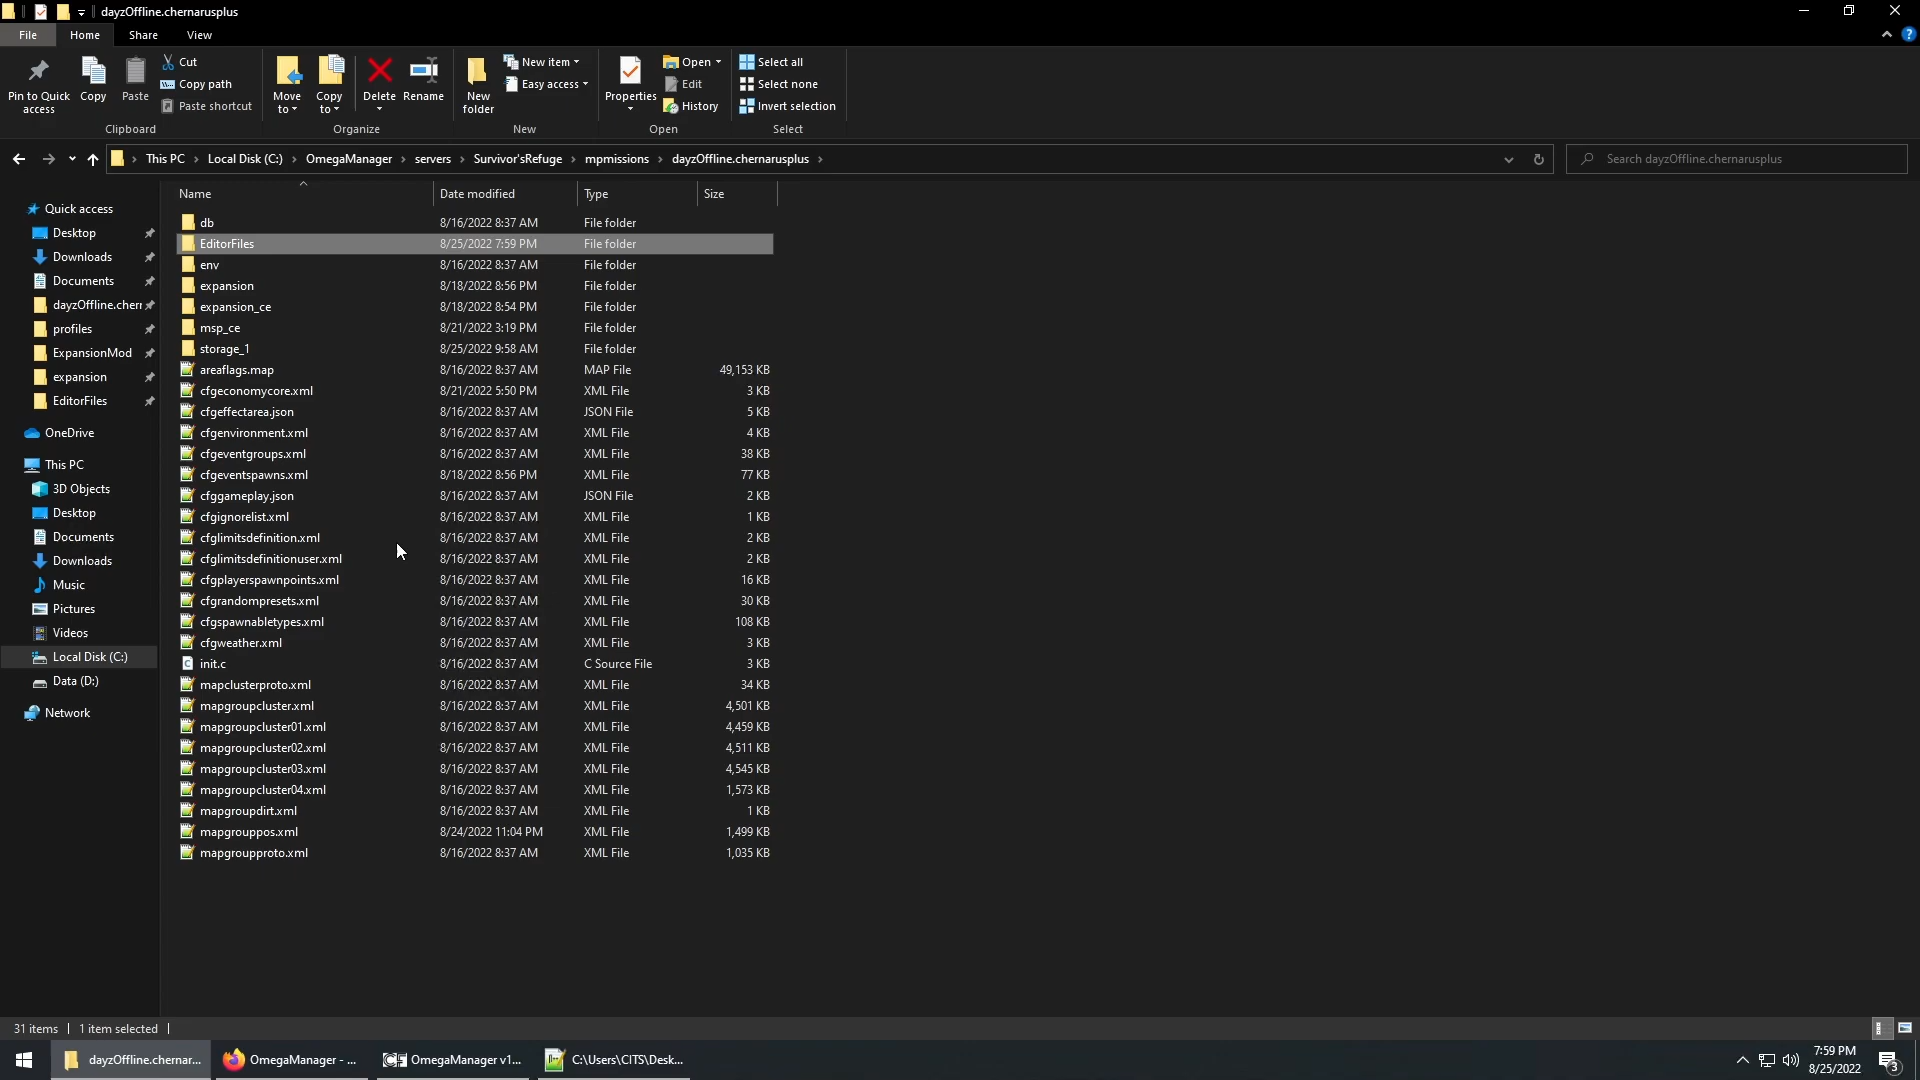 dayzOffline.chernarusplus
File Home Share View
Pin to Quick access
Copy
Paste
Cut
Copy path
Paste shortcut
Clipboard
Move to
Copy to
Delete
Rename
Organize
New folder
New item
Easy access
New
Properties
Open
Edit
History
Open
Select all
Select none
Invert selection
Select
This PC › Local Disk (C:) › OmegaManager › servers › Survivor'sRefuge › mpmissions › dayzOffline.chernarusplus ›
Search dayzOffline.chernarusplus
Quick access
Desktop
Downloads
Documents
dayzOffline.cherr
profiles
ExpansionMod
expansion
EditorFiles
OneDrive
This PC
3D Objects
Desktop
Documents
Downloads
Music
Pictures
Videos
Local Disk (C:)
Data (D:)
Network
Name Date modified Type Size
db 8/16/2022 8:37 AM File folder
EditorFiles 8/25/2022 7:59 PM File folder
env 8/16/2022 8:37 AM File folder
expansion 8/18/2022 8:56 PM File folder
expansion_ce 8/18/2022 8:54 PM File folder
msp_ce 8/21/2022 3:19 PM File folder
storage_1 8/25/2022 9:58 AM File folder
areaflags.map 8/16/2022 8:37 AM MAP File 49,153 KB
cfgeconomycore.xml 8/21/2022 5:50 PM XML File 3 KB
cfgeffectarea.json 8/16/2022 8:37 AM JSON File 5 KB
cfgenvironment.xml 8/16/2022 8:37 AM XML File 4 KB
cfgeventgroups.xml 8/16/2022 8:37 AM XML File 38 KB
cfgeventspawns.xml 8/18/2022 8:56 PM XML File 77 KB
cfggameplay.json 8/16/2022 8:37 AM JSON File 2 KB
cfgignorelist.xml 8/16/2022 8:37 AM XML File 1 KB
cfglimitsdefinition.xml 8/16/2022 8:37 AM XML File 2 KB
cfglimitsdefinitionuser.xml 8/16/2022 8:37 AM XML File 2 KB
cfgplayerspawnpoints.xml 8/16/2022 8:37 AM XML File 16 KB
cfgrandompresets.xml 8/16/2022 8:37 AM XML File 30 KB
cfgspawnabletypes.xml 8/16/2022 8:37 AM XML File 108 KB
cfgweather.xml 8/16/2022 8:37 AM XML File 3 KB
init.c 8/16/2022 8:37 AM C Source File 3 KB
mapclusterproto.xml 8/16/2022 8:37 AM XML File 34 KB
mapgroupcluster.xml 8/16/2022 8:37 AM XML File 4,501 KB
mapgroupcluster01.xml 8/16/2022 8:37 AM XML File 4,459 KB
mapgroupcluster02.xml 8/16/2022 8:37 AM XML File 4,511 KB
mapgroupcluster03.xml 8/16/2022 8:37 AM XML File 4,545 KB
mapgroupcluster04.xml 8/16/2022 8:37 AM XML File 1,573 KB
mapgroupdirt.xml 8/16/2022 8:37 AM XML File 1 KB
mapgrouppos.xml 8/24/2022 11:04 PM XML File 1,499 KB
mapgroupproto.xml 8/16/2022 8:37 AM XML File 1,035 KB
31 items 1 item selected
dayzOffline.chernar...
OmegaManager - ...
OmegaManager v1...
C:\Users\CITS\Desk...
7:59 PM
8/25/2022
3